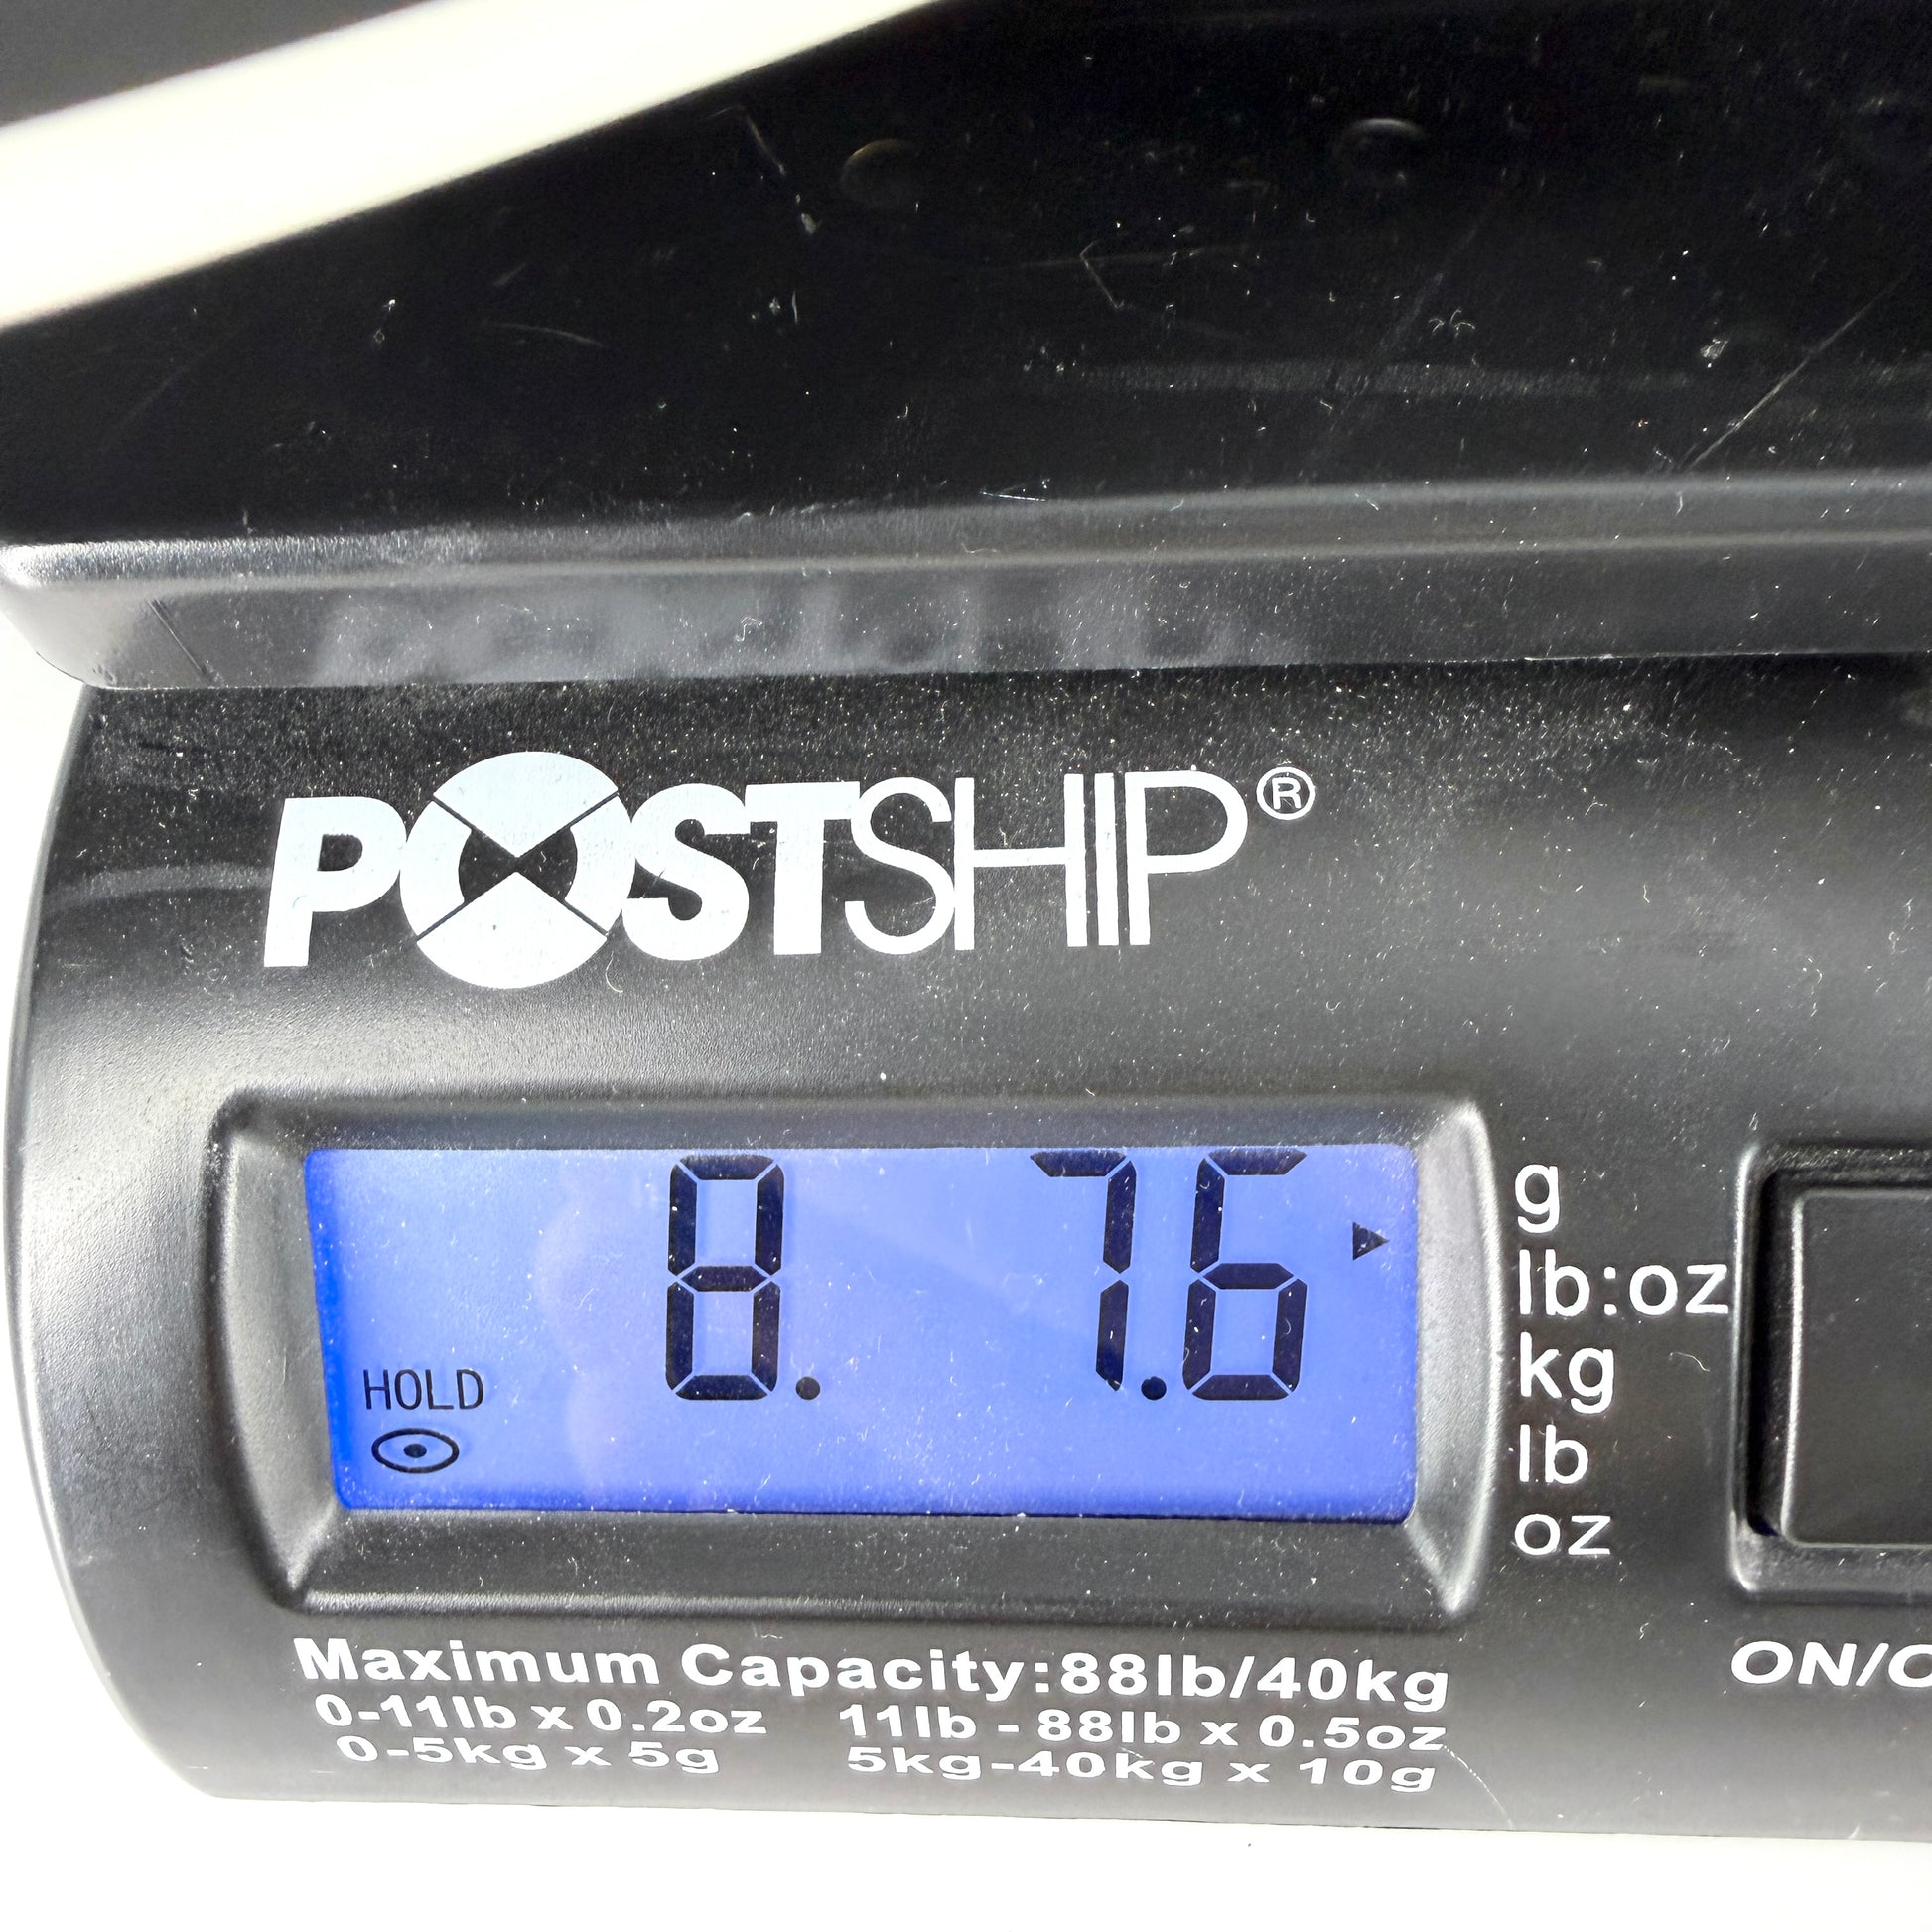 POSTSHIP®
8. 7.6
HOLD
g
lb:oz
kg
lb
oz
Maximum Capacity:88lb/40kg
0-11lb x 0.2oz 11lb - 88lb x 0.5oz
0-5kg x 5g 5kg-40kg x 10g